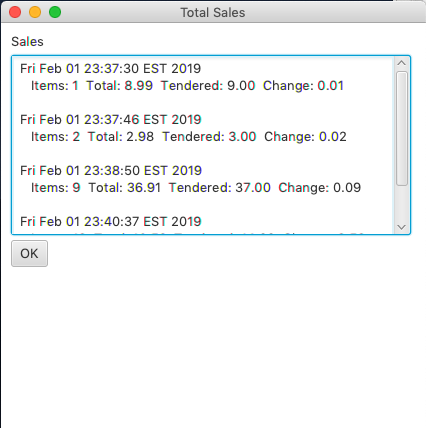 Total Sales
Sales
Fri Feb 01 23:37:30 EST 2019
Items: 1 Total: 8.99 Tendered: 9.00 Change: 0.01
Fri Feb 01 23:37:46 EST 2019
Items: 2 Total: 2.98 Tendered: 3.00 Change: 0.02
Fri Feb 01 23:38:50 EST 2019
Items: 9 Total: 36.91 Tendered: 37.00 Change: 0.09
Fri Feb 01 23:40:37 EST 2019
OK